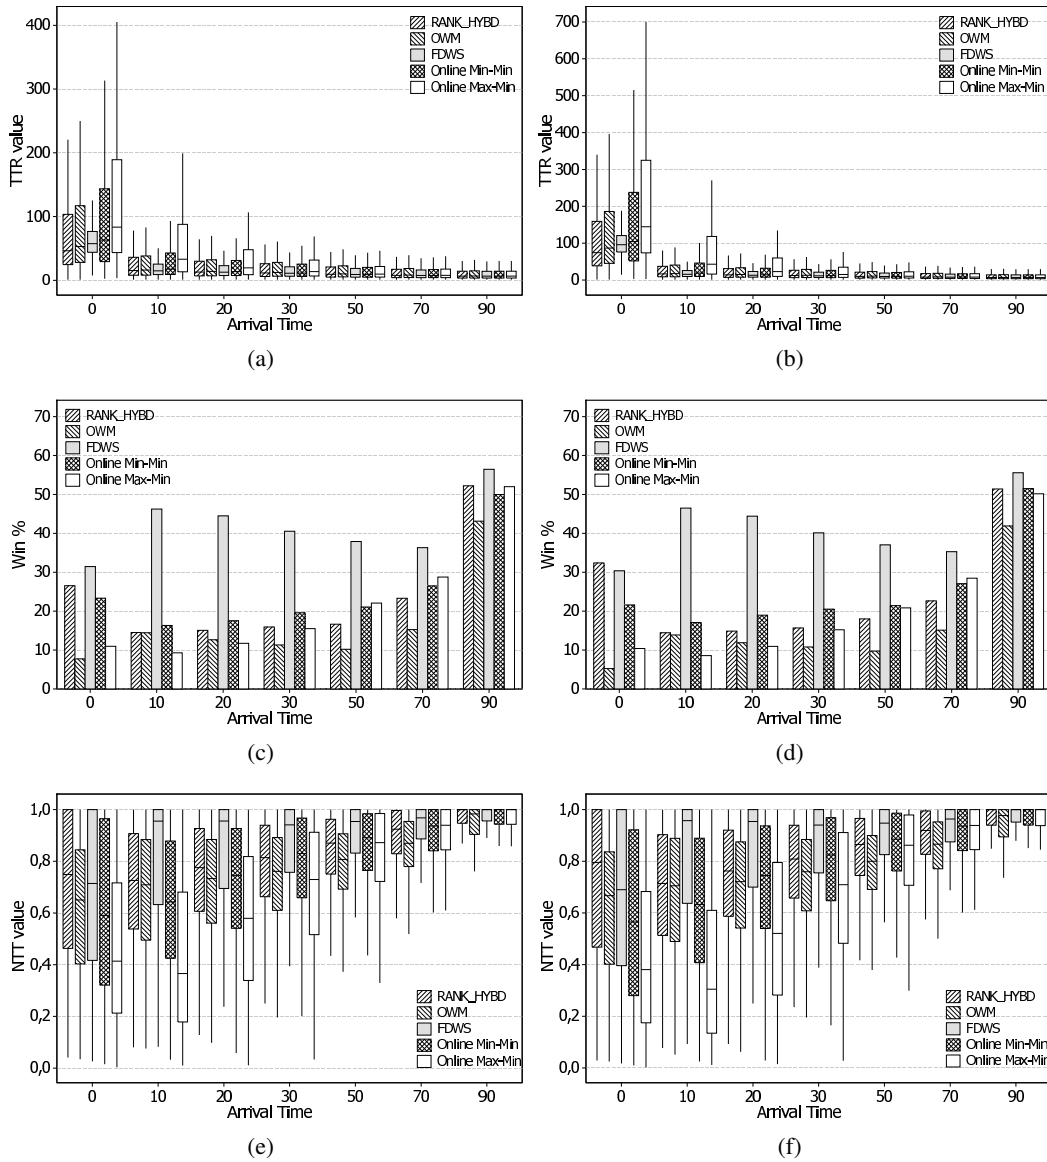 TTR value
400
300
200
100
0
RANK_HYBD
OWM
FDWS
Online Min-Min
Online Max-Min
0 10 20 30 50 70 90
Arrival Time
(a)
TTR value
700
600
500
400
300
200
100
0
RANK_HYBD
OWM
FDWS
Online Min-Min
Online Max-Min
0 10 20 30 50 70 90
Arrival Time
(b)
Win %
70
60
50
40
30
20
10
0
RANK_HYBD
OWM
FDWS
Online Min-Min
Online Max-Min
0 10 20 30 50 70 90
Arrival Time
(c)
Win %
70
60
50
40
30
20
10
0
RANK_HYBD
OWM
FDWS
Online Min-Min
Online Max-Min
0 10 20 30 50 70 90
Arrival Time
(d)
NTT value
1,0
0,8
0,6
0,4
0,2
0,0
RANK_HYBD
OWM
FDWS
Online Min-Min
Online Max-Min
0 10 20 30 50 70 90
Arrival Time
(e)
NTT value
1,0
0,8
0,6
0,4
0,2
0,0
RANK_HYBD
OWM
FDWS
Online Min-Min
Online Max-Min
0 10 20 30 50 70 90
Arrival Time
(f)